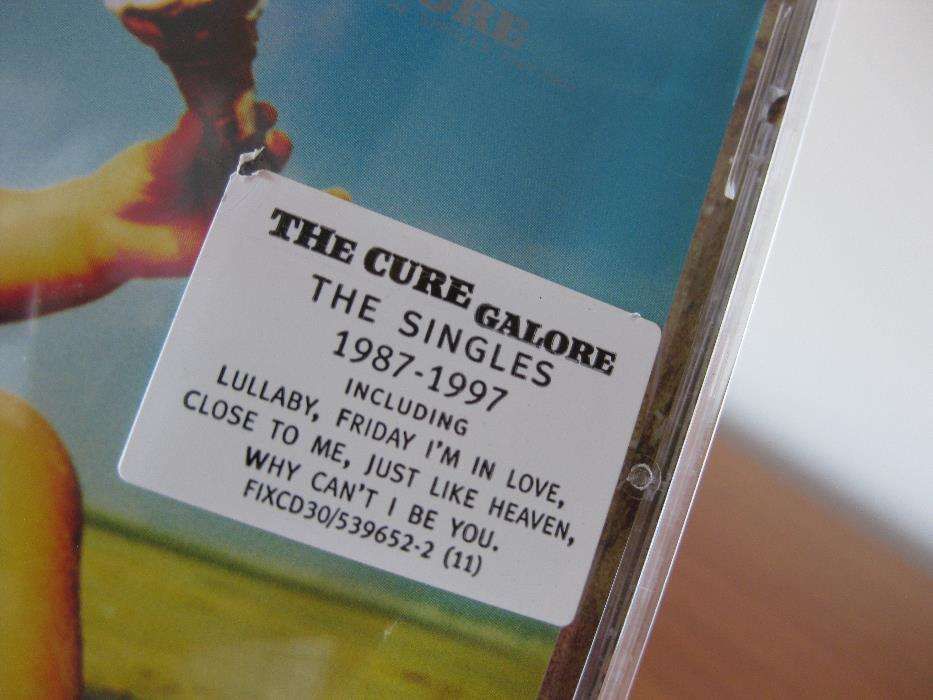 CURE
THE CURE GALORE
THE SINGLES
1987-1997
INCLUDING
LULLABY, FRIDAY I'M IN LOVE,
CLOSE TO ME, JUST LIKE HEAVEN,
WHY CAN'T I BE YOU.
FIXCD30/539652-2 (11)